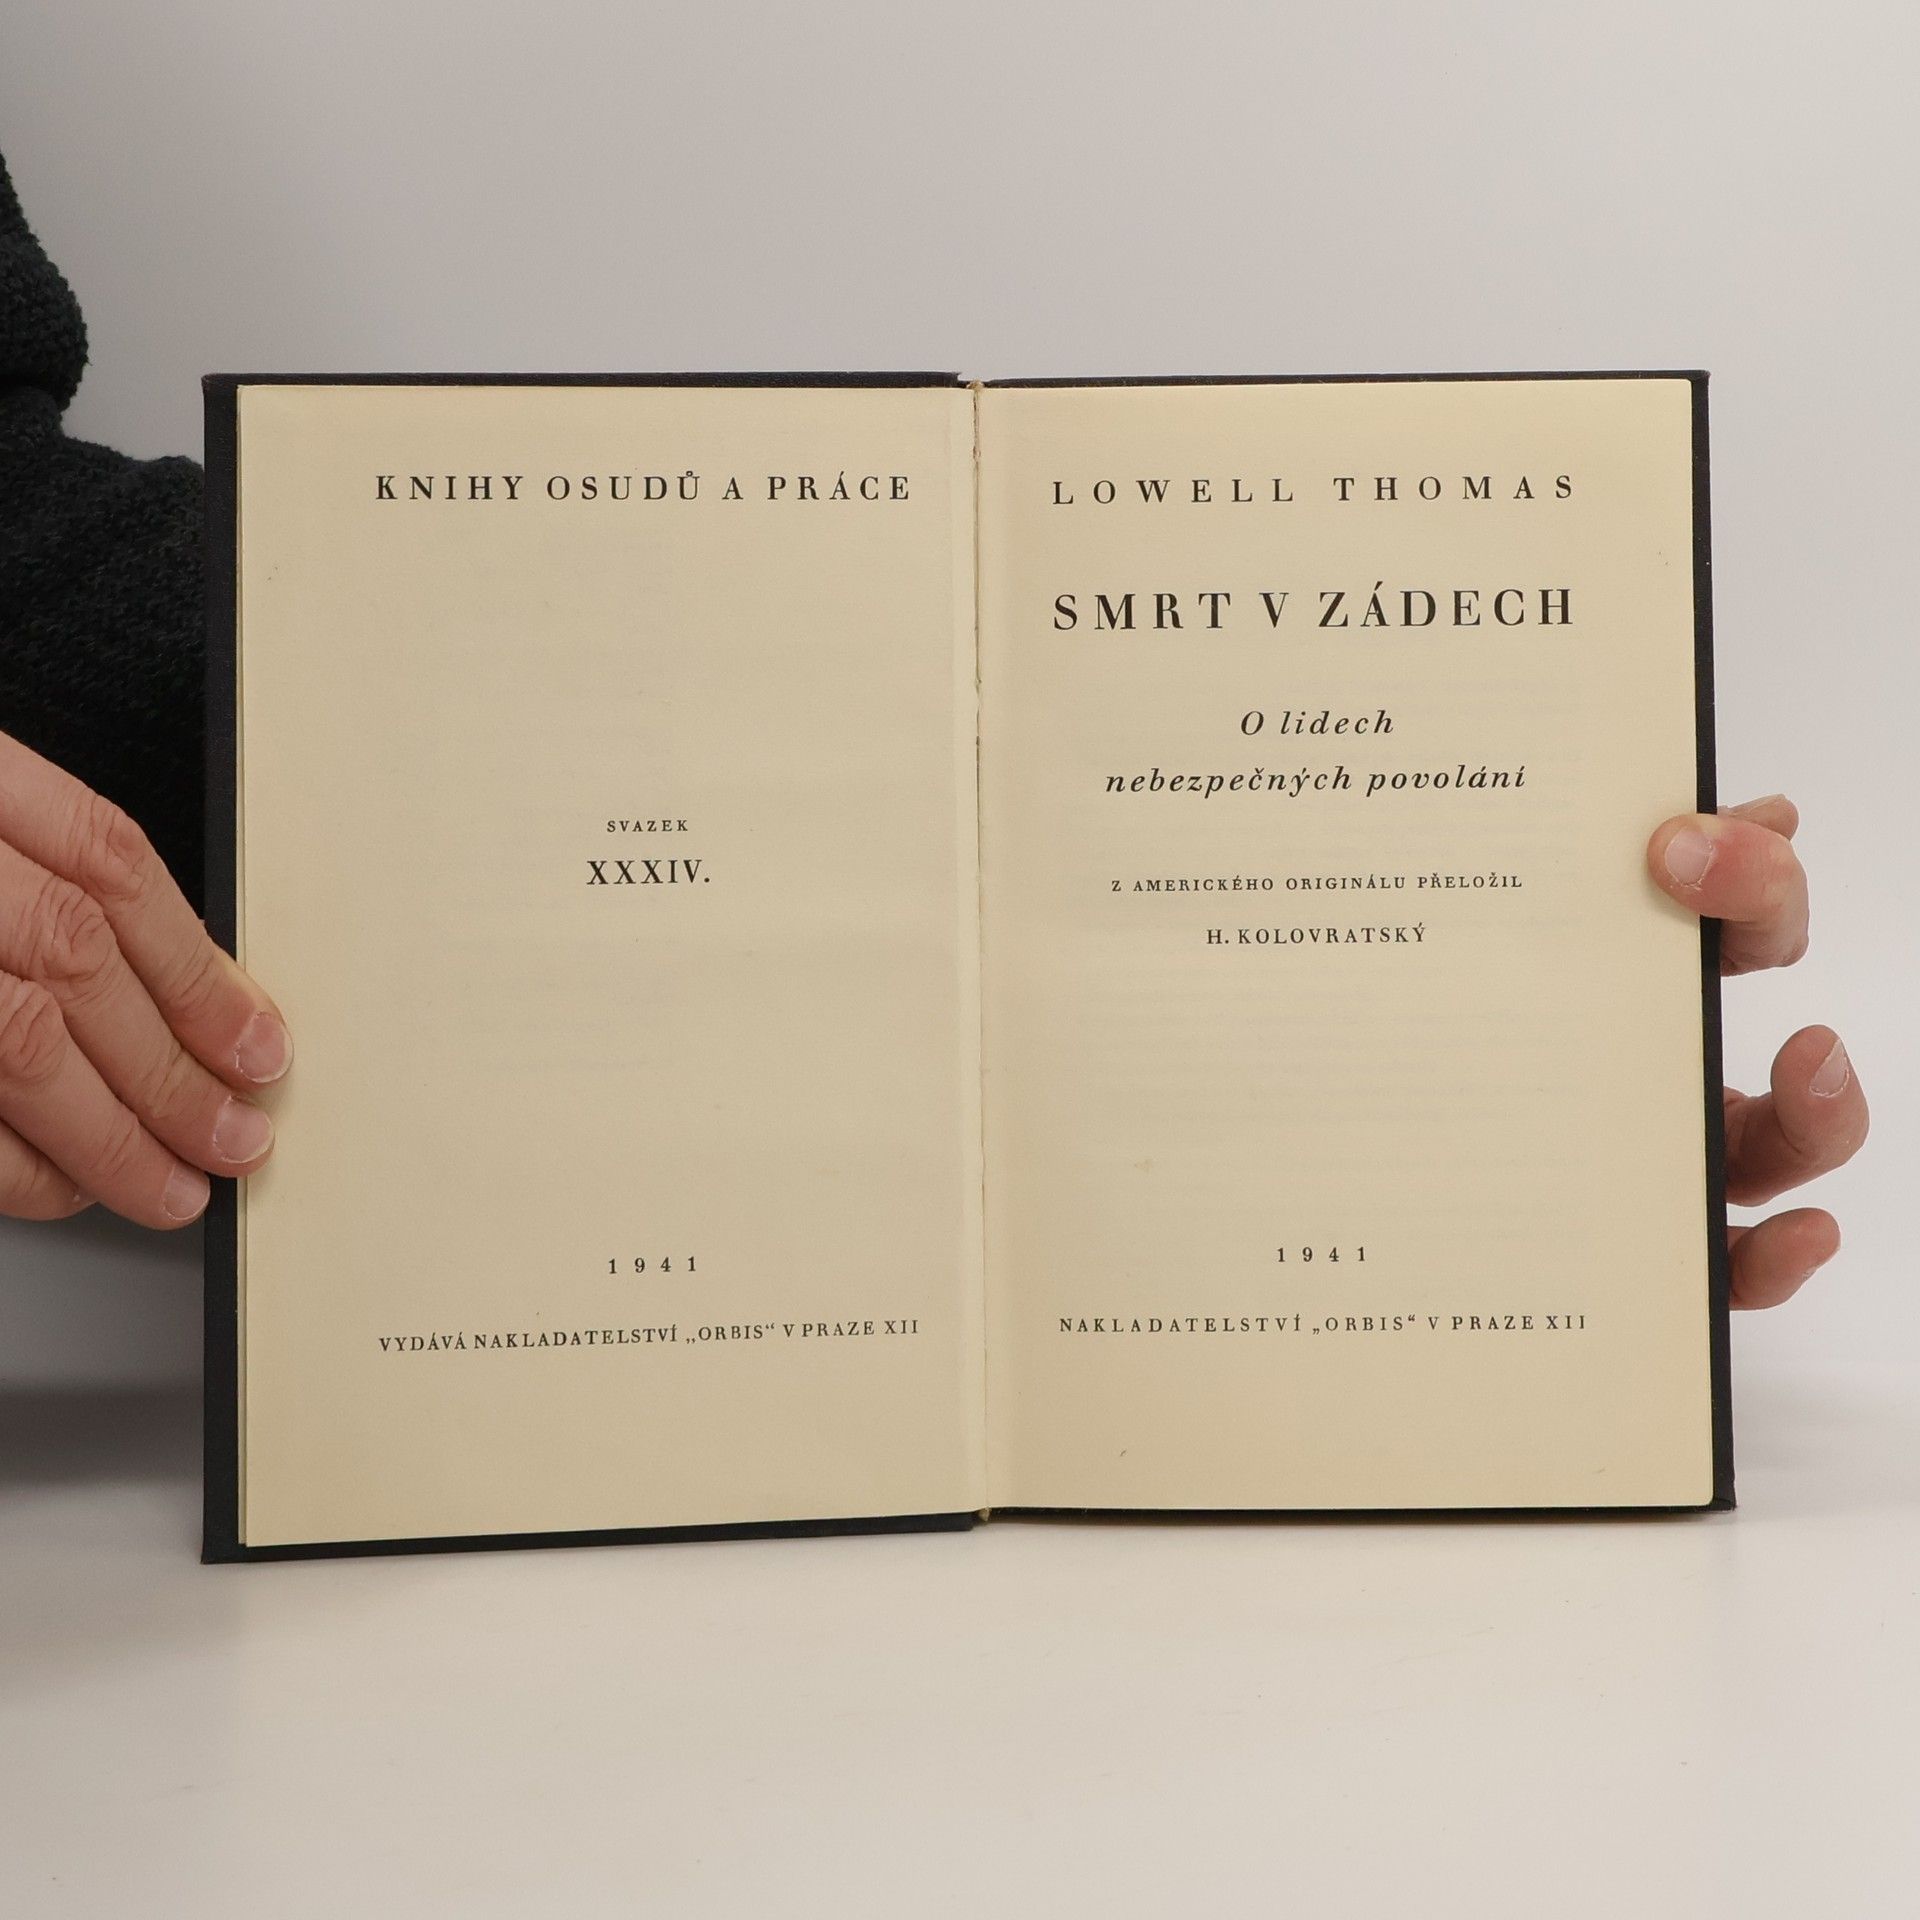 KNIHY OSUDŮ A PRÁCE
SVAZEK
XXXIV.
1941
VYDÁVÁ NAKLADATELSTVÍ „ORBIS“ V PRAZE XII
LOWELL THOMAS
SMRT V ZÁDECH
O lidech
nebezpečných povolání
Z AMERICKÉHO ORIGINÁLU PŘELOŽIL
H. KOLOVRATSKÝ
1941
NAKLADATELSTVÍ „ORBIS“ V PRAZE XII